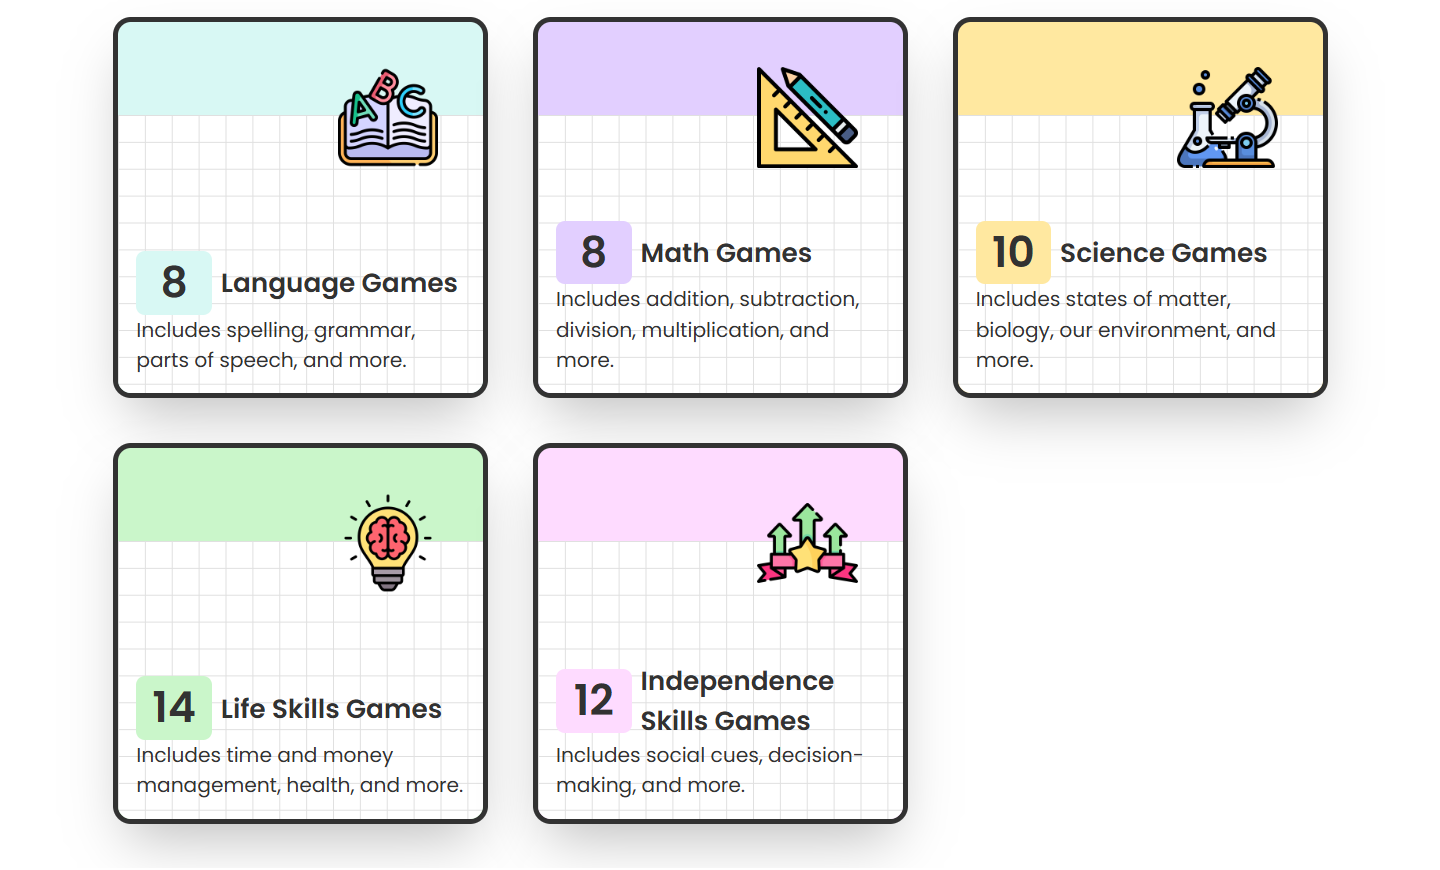 ABC
8 Language Games
Includes spelling, grammar,
parts of speech, and more.
8 Math Games
Includes addition, subtraction,
division, multiplication, and
more.
10 Science Games
Includes states of matter,
biology, our environment, and
more.
14 Life Skills Games
Includes time and money
management, health, and more.
12 Independence
Skills Games
Includes social cues, decision-
making, and more.